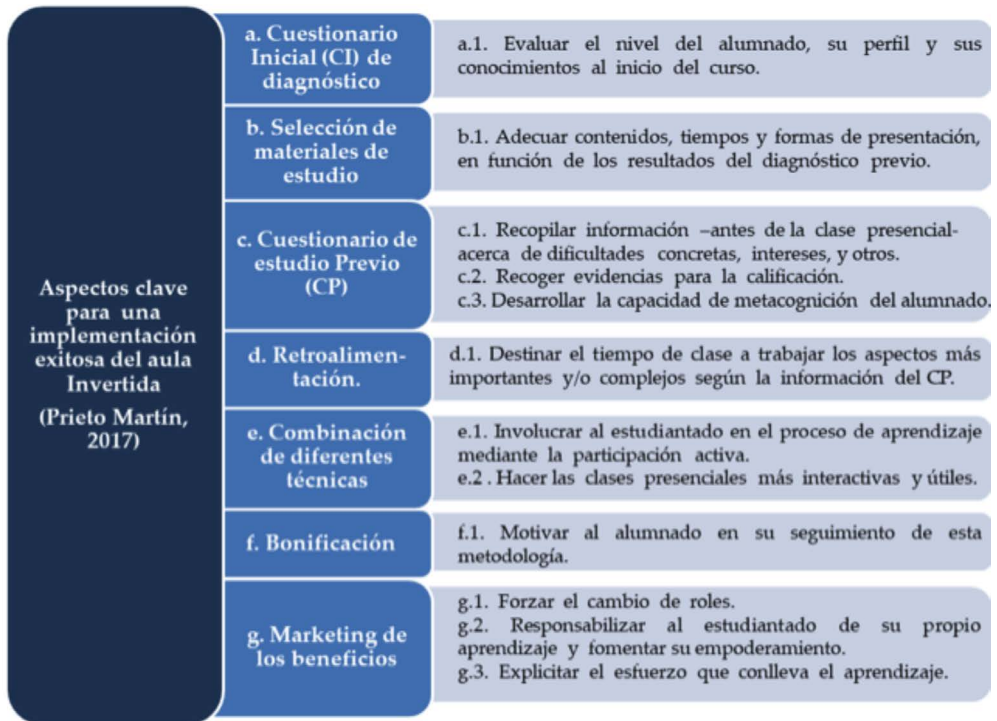 Aspectos clave
para una
implementación
exitosa del aula
Invertida
(Prieto Martín,
2017)
a. Cuestionario
Inicial (CI) de
diagnóstico
a.1. Evaluar el nivel del alumnado, su perfil y sus
conocimientos al inicio del curso.
b. Selección de
materiales de
estudio
b.1. Adecuar contenidos, tiempos y formas de presentación,
en función de los resultados del diagnóstico previo.
c. Cuestionario de
estudio Previo
(CP)
c.1. Recopilar información –antes de la clase presencial-
acerca de dificultades concretas, intereses, y otros.
c.2. Recoger evidencias para la calificación.
c.3. Desarrollar la capacidad de metacognición del alumnado.
d. Retroalimen-
tación.
d.1. Destinar el tiempo de clase a trabajar los aspectos más
importantes y/o complejos según la información del CP.
e. Combinación
de diferentes
técnicas
e.1. Involucrar al estudiantado en el proceso de aprendizaje
mediante la participación activa.
e.2 . Hacer las clases presenciales más interactivas y útiles.
f. Bonificación
f.1. Motivar al alumnado en su seguimiento de esta
metodología.
g. Marketing de
los beneficios
g.1. Forzar el cambio de roles.
g.2. Responsabilizar al estudiantado de su propio
aprendizaje y fomentar su empoderamiento.
g.3. Explicitar el esfuerzo que conlleva el aprendizaje.